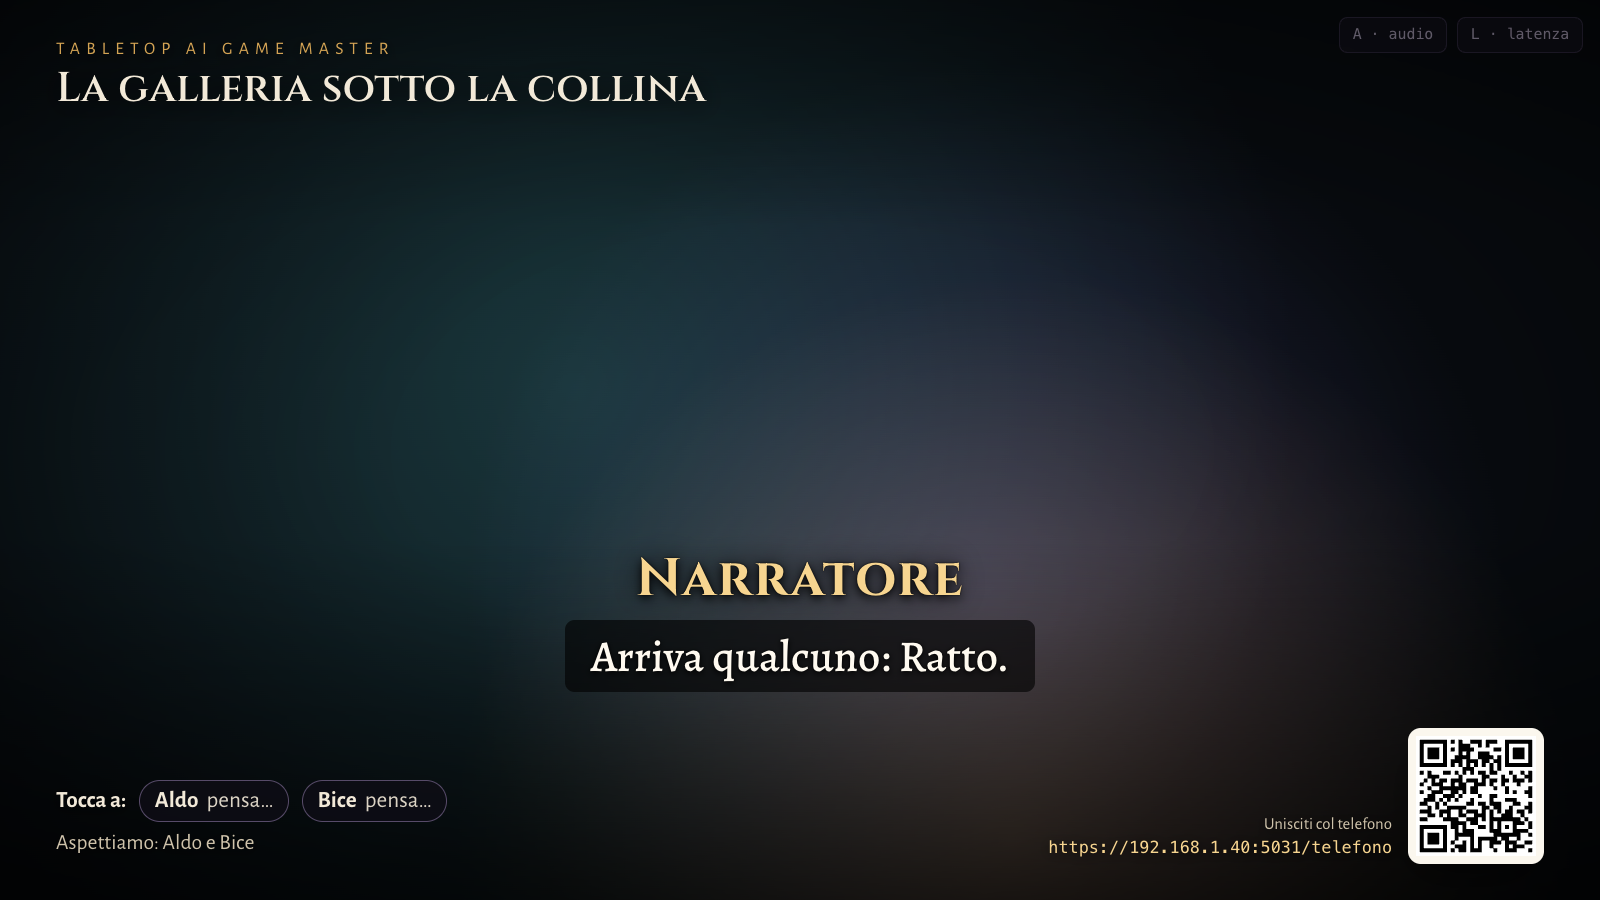 TABLETOP AI GAME MASTER
La galleria sotto la collina
A · audio
L · latenza
Narratore
Arriva qualcuno: Ratto.
Tocca a: Aldo pensa... Bice pensa...
Aspettiamo: Aldo e Bice
Unisciti col telefono
https://192.168.1.40:5031/telefono